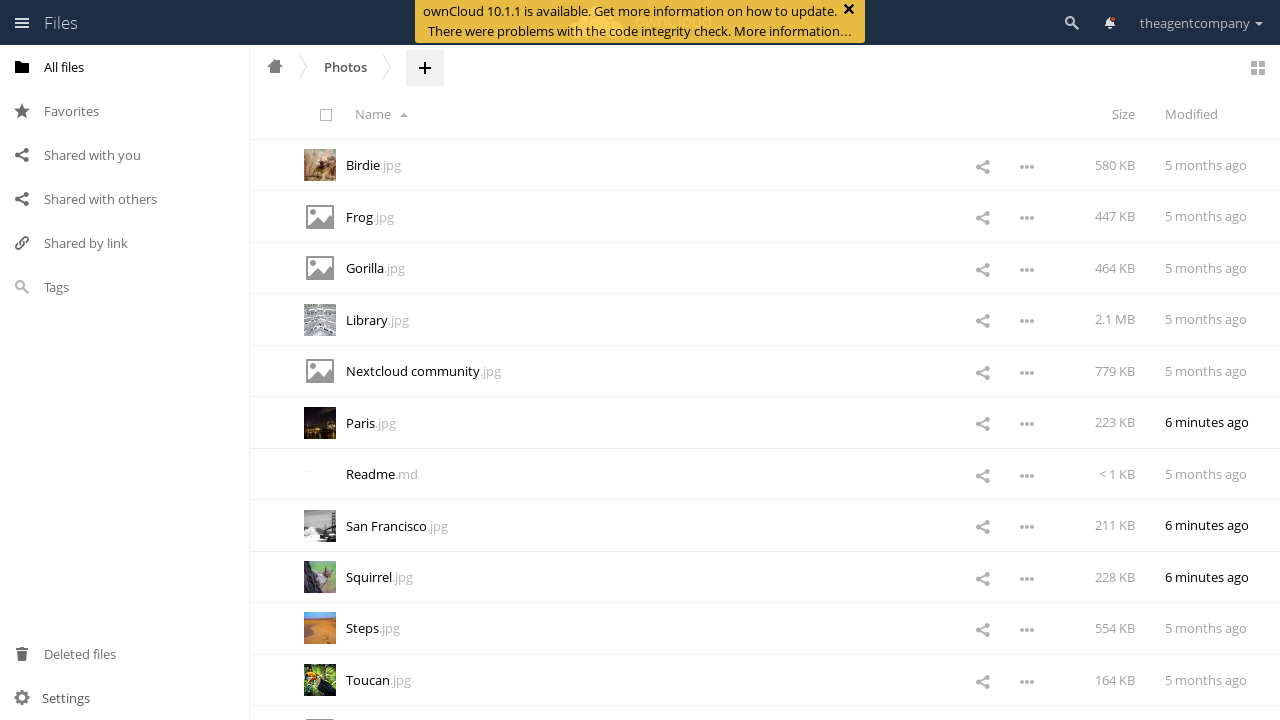 Files
ownCloud 10.1.1 is available. Get more information on how to update.
There were problems with the code integrity check. More information…
theagentcompany
All files
Favorites
Shared with you
Shared with others
Shared by link
Tags
Deleted files
Settings
Photos
Name
Size
Modified
Birdie.jpg 580 KB 5 months ago
Frog.jpg 447 KB 5 months ago
Gorilla.jpg 464 KB 5 months ago
Library.jpg 2.1 MB 5 months ago
Nextcloud community.jpg 779 KB 5 months ago
Paris.jpg 223 KB 6 minutes ago
Readme.md < 1 KB 5 months ago
San Francisco.jpg 211 KB 6 minutes ago
Squirrel.jpg 228 KB 6 minutes ago
Steps.jpg 554 KB 5 months ago
Toucan.jpg 164 KB 5 months ago